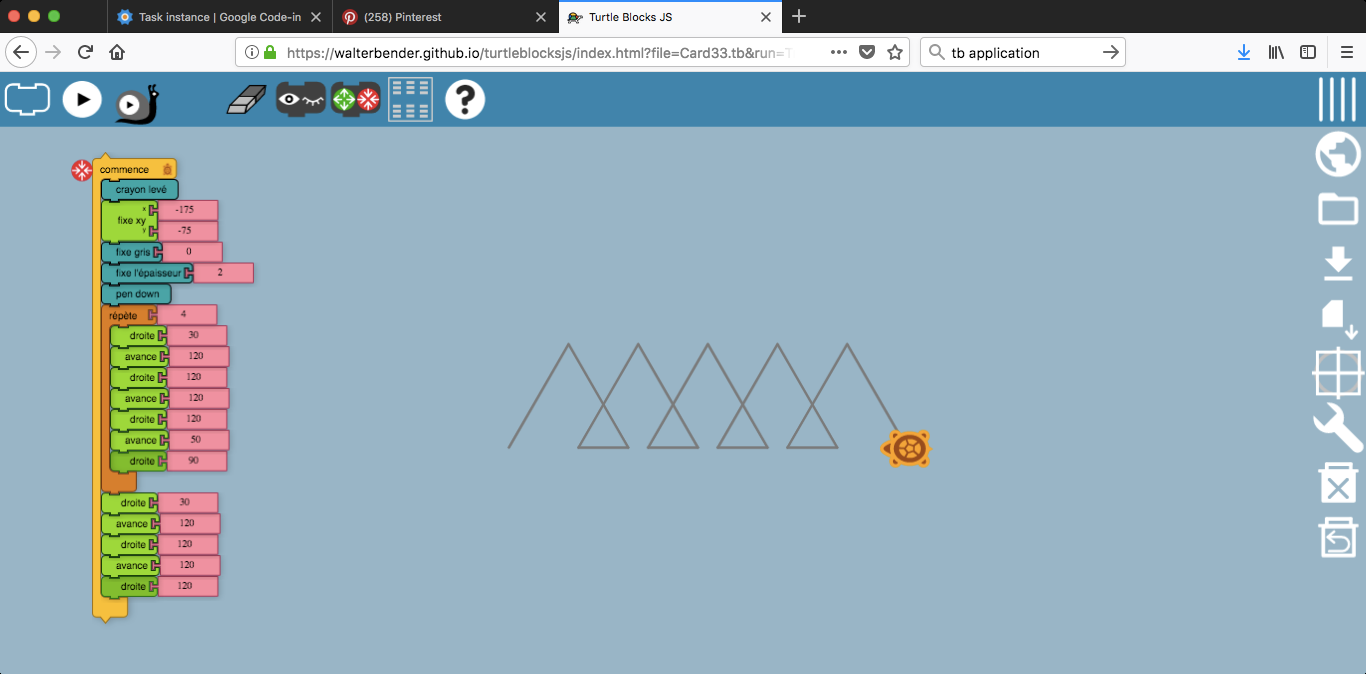 Task instance | Google Code-in
(258) Pinterest
Turtle Blocks JS
https://walterbender.github.io/turtleblocksjs/index.html?file=Card33.tb&run=T
tb application
commence
crayon levé
x -175
fixe xy
y -75
fixe gris 0
fixe l'épaisseur 2
pen down
répète 4
droite 30
avance 120
droite 120
avance 120
droite 120
avance 50
droite 90
droite 30
avance 120
droite 120
avance 120
droite 120